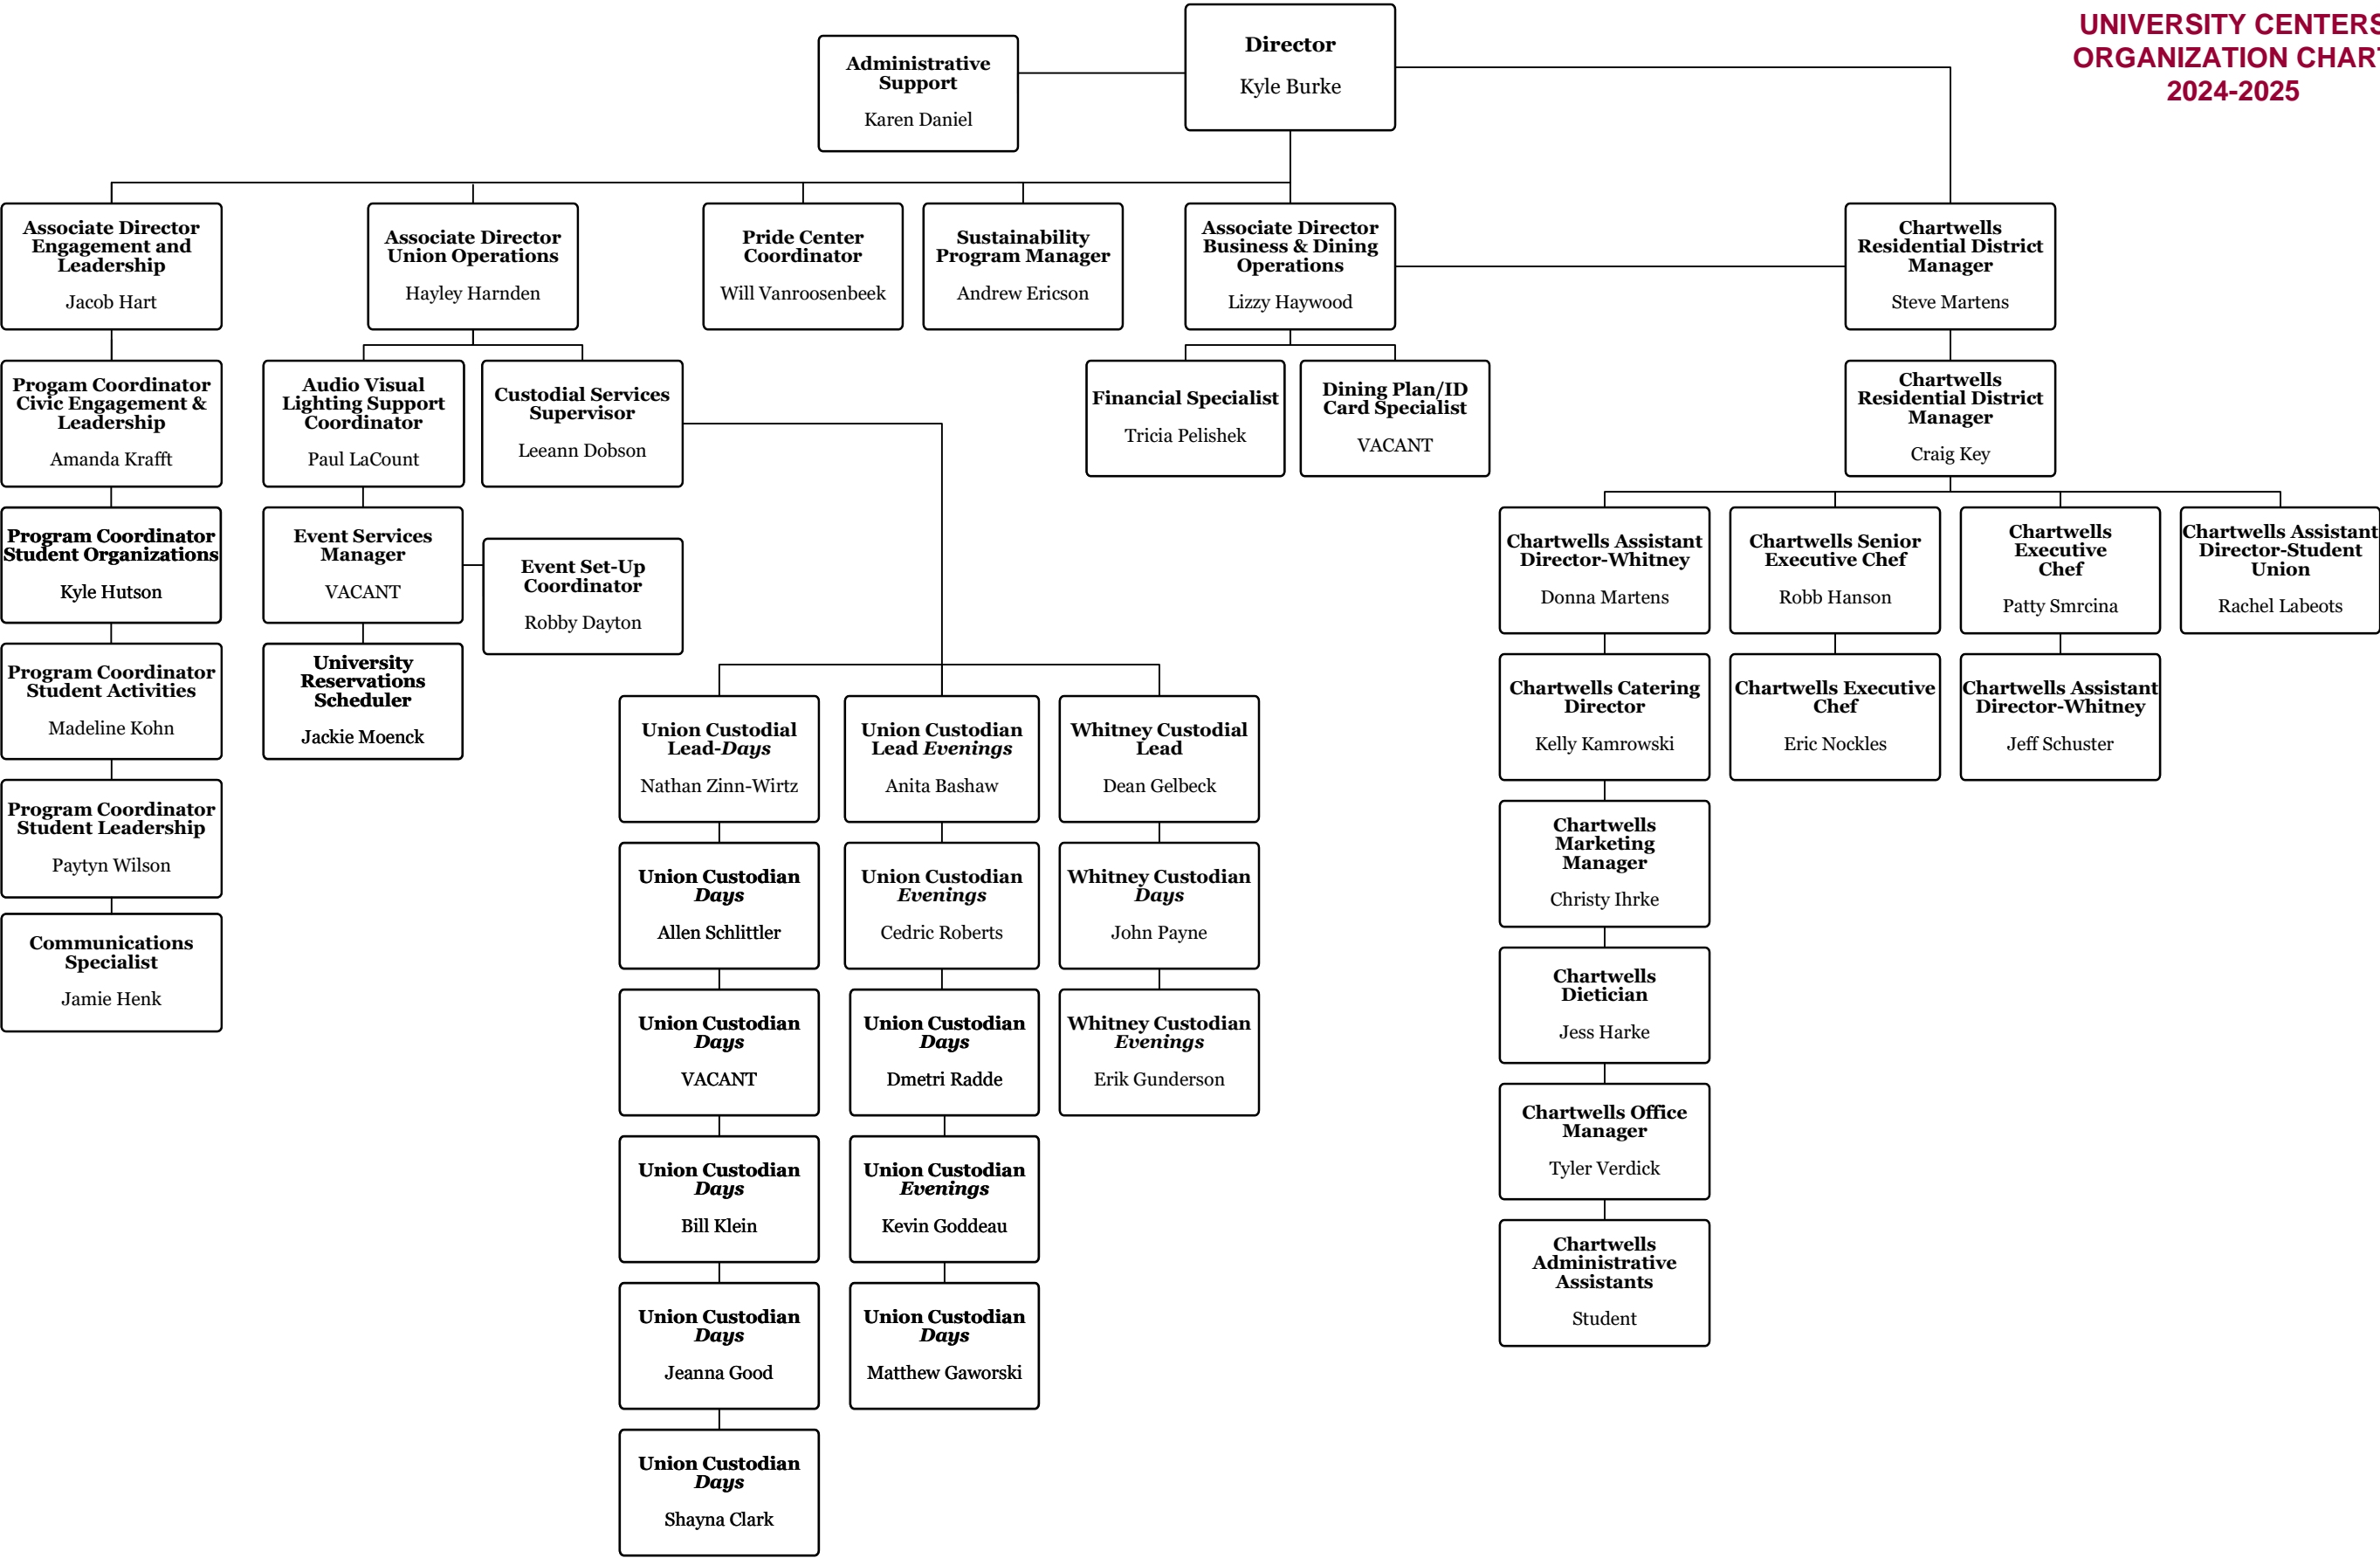 UNIVERSITY CENTERS
ORGANIZATION CHART
2024-2025
Director
Kyle Burke
Administrative
Support
Karen Daniel
Associate Director
Engagement and
Leadership
Jacob Hart
Associate Director
Union Operations
Hayley Harnden
Pride Center
Coordinator
Will Vanroosenbeek
Sustainability
Program Manager
Andrew Ericson
Associate Director
Business & Dining
Operations
Lizzy Haywood
Chartwells
Residential District
Manager
Steve Martens
Progam Coordinator
Civic Engagement &
Leadership
Amanda Krafft
Audio Visual
Lighting Support
Coordinator
Paul LaCount
Custodial Services
Supervisor
Leeann Dobson
Financial Specialist
Tricia Pelishek
Dining Plan/ID
Card Specialist
VACANT
Chartwells
Residential District
Manager
Craig Key
Program Coordinator
Student Organizations
Kyle Hutson
Event Services
Manager
VACANT
Event Set-Up
Coordinator
Robby Dayton
Chartwells Assistant
Director-Whitney
Donna Martens
Chartwells Senior
Executive Chef
Robb Hanson
Chartwells
Executive
Chef
Patty Smrcina
Chartwells Assistant
Director-Student
Union
Rachel Labeots
Program Coordinator
Student Activities
Madeline Kohn
University
Reservations
Scheduler
Jackie Moenck
Union Custodial
Lead-Days
Nathan Zinn-Wirtz
Union Custodian
Lead Evenings
Anita Bashaw
Whitney Custodial
Lead
Dean Gelbeck
Chartwells Catering
Director
Kelly Kamrowski
Chartwells Executive
Chef
Eric Nockles
Chartwells Assistant
Director-Whitney
Jeff Schuster
Program Coordinator
Student Leadership
Paytyn Wilson
Union Custodian
Days
Allen Schlittler
Union Custodian
Evenings
Cedric Roberts
Whitney Custodian
Days
John Payne
Chartwells
Marketing
Manager
Christy Ihrke
Communications
Specialist
Jamie Henk
Union Custodian
Days
VACANT
Union Custodian
Days
Dmetri Radde
Whitney Custodian
Evenings
Erik Gunderson
Chartwells
Dietician
Jess Harke
Union Custodian
Days
Bill Klein
Union Custodian
Evenings
Kevin Goddeau
Chartwells Office
Manager
Tyler Verdick
Union Custodian
Days
Jeanna Good
Union Custodian
Days
Matthew Gaworski
Chartwells
Administrative
Assistants
Student
Union Custodian
Days
Shayna Clark